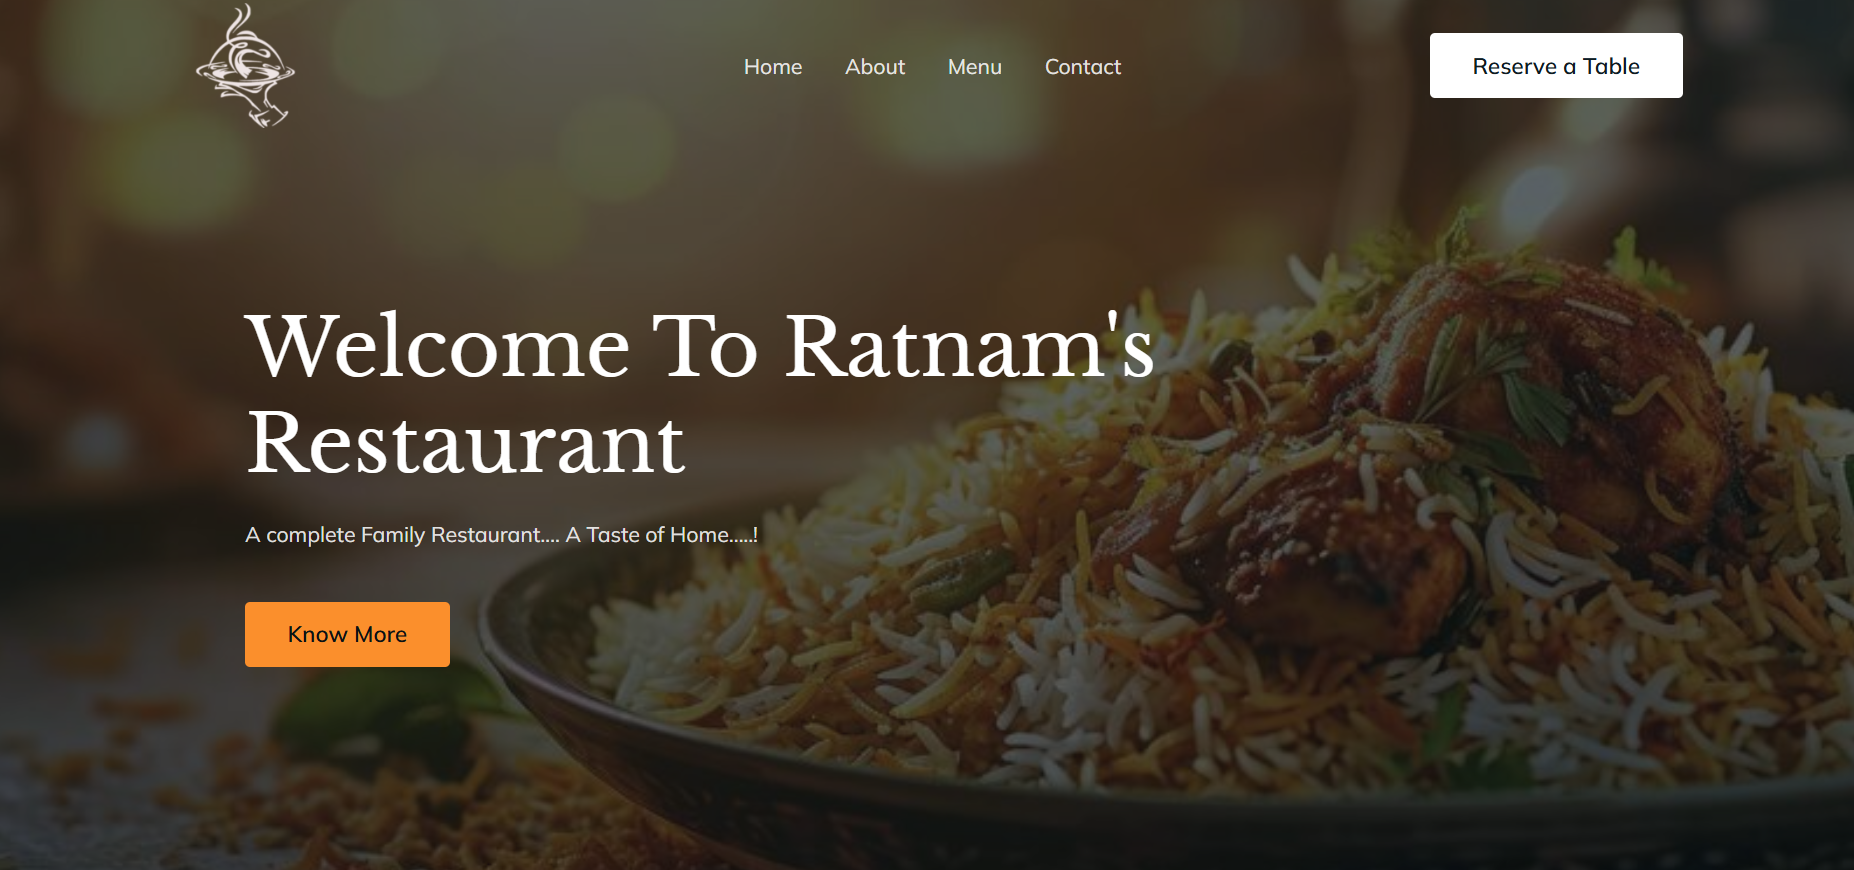 Home About Menu Contact Reserve a Table
Welcome To Ratnam's
Restaurant
A complete Family Restaurant.... A Taste of Home.....!
Know More